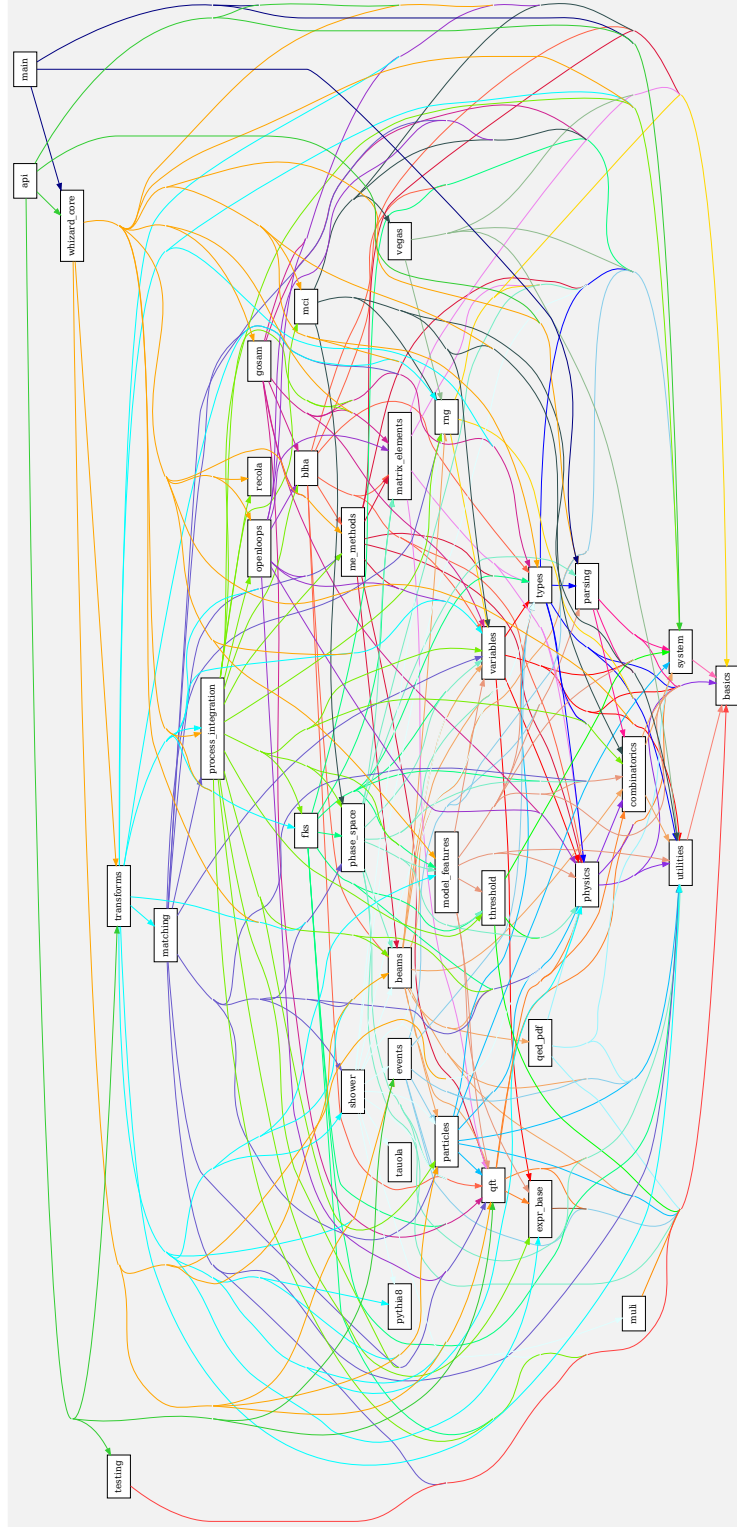 main
api
whizard_core
vegas
mci
gosam
rng
matrix_elements
blha
recola
openloops
me_methods
types
parsing
variables
system
basics
process_integration
combinatorics
fks
phase_space
model_features
utilities
physics
threshold
transforms
matching
beams
qed_pdf
events
shower
particles
tauola
qft
expr_base
pythia8
muli
testing